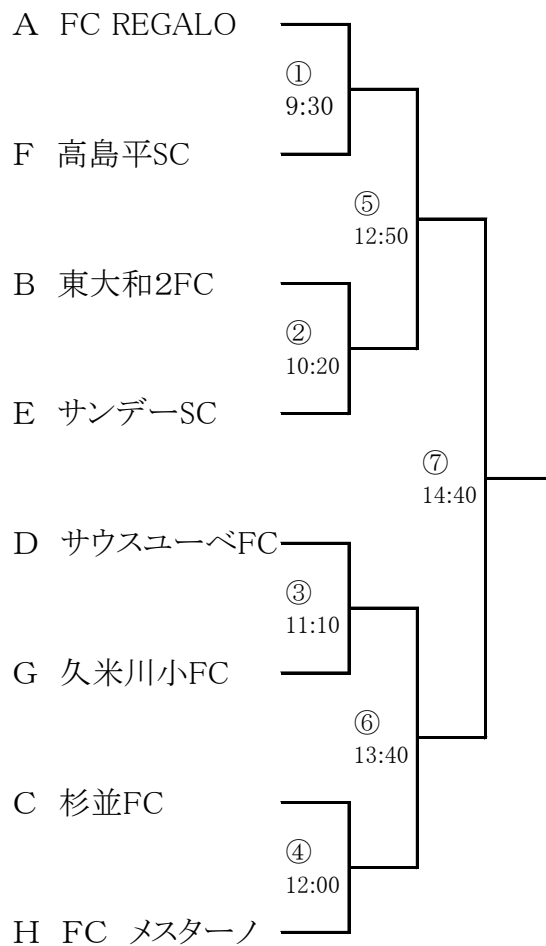 A FC REGALO
①
9:30
F 高島平SC
⑤
12:50
B 東大和2FC
②
10:20
E サンデーSC
⑦
14:40
D サウスユーベFC
③
11:10
G 久米川小FC
⑥
13:40
C 杉並FC
④
12:00
H FC メスターノ